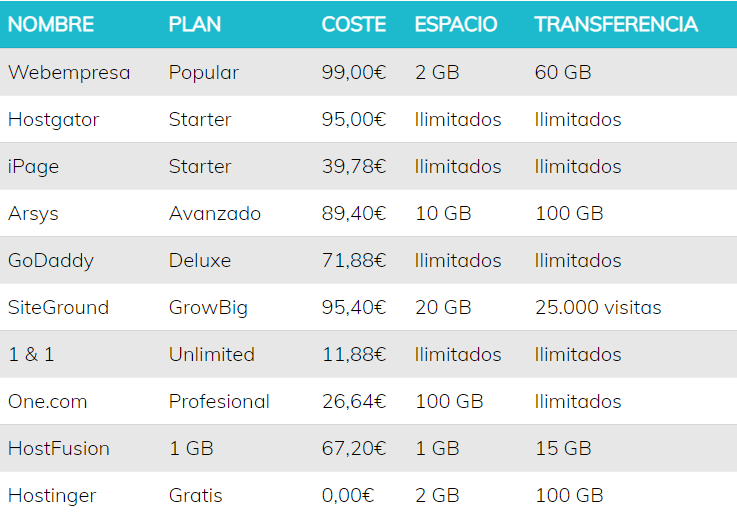 NOMBRE PLAN COSTE ESPACIO TRANSFERENCIA
Webempresa Popular 99,00€ 2 GB 60 GB
Hostgator Starter 95,00€ Ilimitados Ilimitados
iPage Starter 39,78€ Ilimitados Ilimitados
Arsys Avanzado 89,40€ 10 GB 100 GB
GoDaddy Deluxe 71,88€ Ilimitados Ilimitados
SiteGround GrowBig 95,40€ 20 GB 25.000 visitas
1 & 1 Unlimited 11,88€ Ilimitados Ilimitados
One.com Profesional 26,64€ 100 GB Ilimitados
HostFusion 1 GB 67,20€ 1 GB 15 GB
Hostinger Gratis 0,00€ 2 GB 100 GB